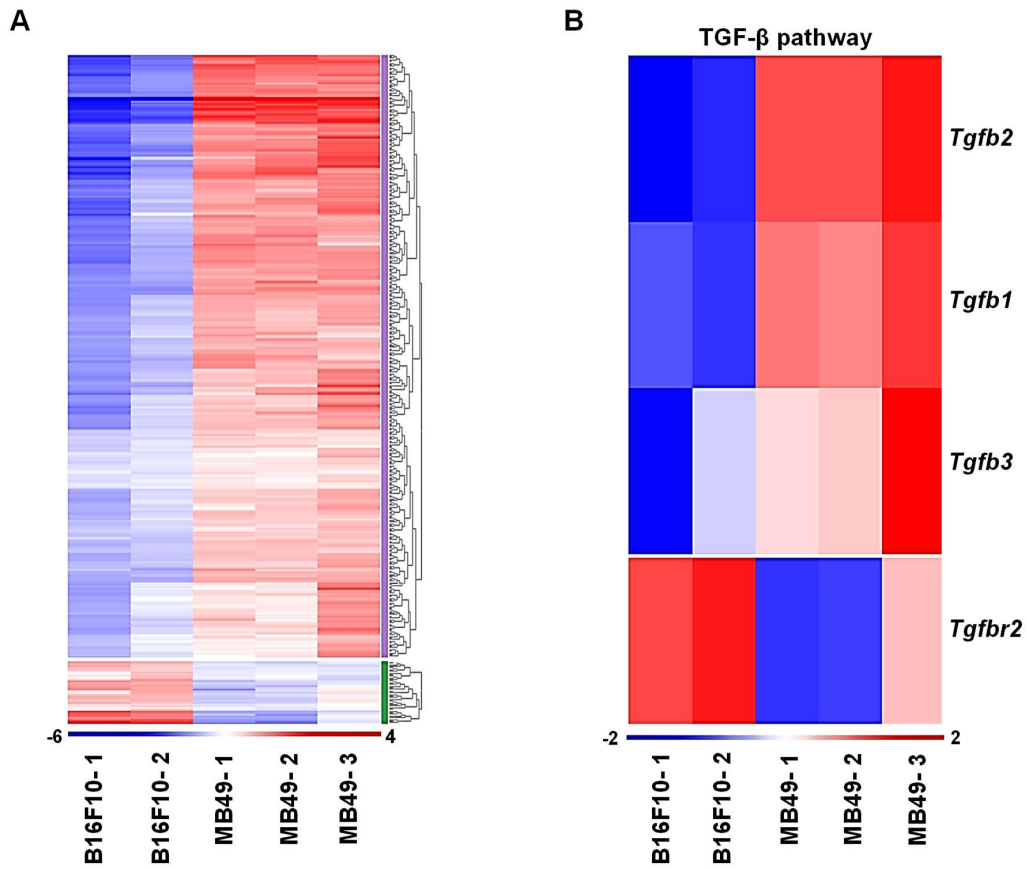 A
B
TGF-β pathway
Tgfb2
Tgfb1
Tgfb3
Tgfbr2
-6
4
-2
2
B16F10- 1
B16F10- 2
MB49- 1
MB49- 2
MB49- 3
B16F10- 1
B16F10- 2
MB49- 1
MB49- 2
MB49- 3